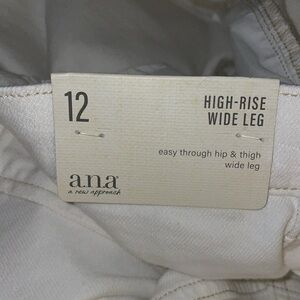 12
HIGH-RISE
WIDE LEG
easy through hip & thigh
wide leg
a.n.a
a new approach